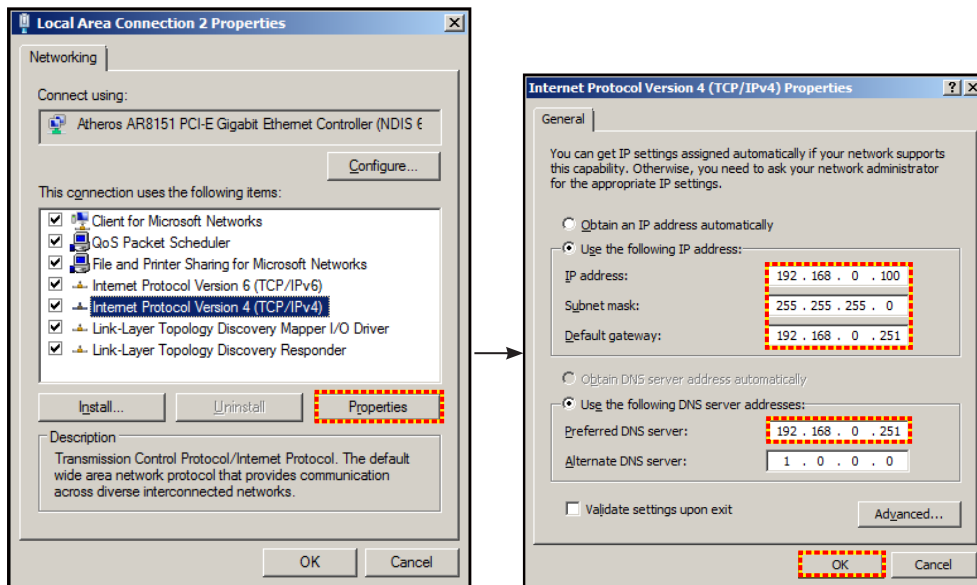 Local Area Connection 2 Properties
Networking
Connect using:
Atheros AR8151 PCI-E Gigabit Ethernet Controller (NDIS 6
Configure...
This connection uses the following items:
Client for Microsoft Networks
QoS Packet Scheduler
File and Printer Sharing for Microsoft Networks
Internet Protocol Version 6 (TCP/IPv6)
Internet Protocol Version 4 (TCP/IPv4)
Link-Layer Topology Discovery Mapper I/O Driver
Link-Layer Topology Discovery Responder
Install...
Uninstall
Properties
Description
Transmission Control Protocol/Internet Protocol. The default
wide area network protocol that provides communication
across diverse interconnected networks.
OK
Cancel
Internet Protocol Version 4 (TCP/IPv4) Properties
General
You can get IP settings assigned automatically if your network supports
this capability. Otherwise, you need to ask your network administrator
for the appropriate IP settings.
Obtain an IP address automatically
Use the following IP address:
IP address: 192 . 168 . 0 . 100
Subnet mask: 255 . 255 . 255 . 0
Default gateway: 192 . 168 . 0 . 251
Obtain DNS server address automatically
Use the following DNS server addresses:
Preferred DNS server: 192 . 168 . 0 . 251
Alternate DNS server: 1 . 0 . 0 . 0
Validate settings upon exit
Advanced...
OK
Cancel